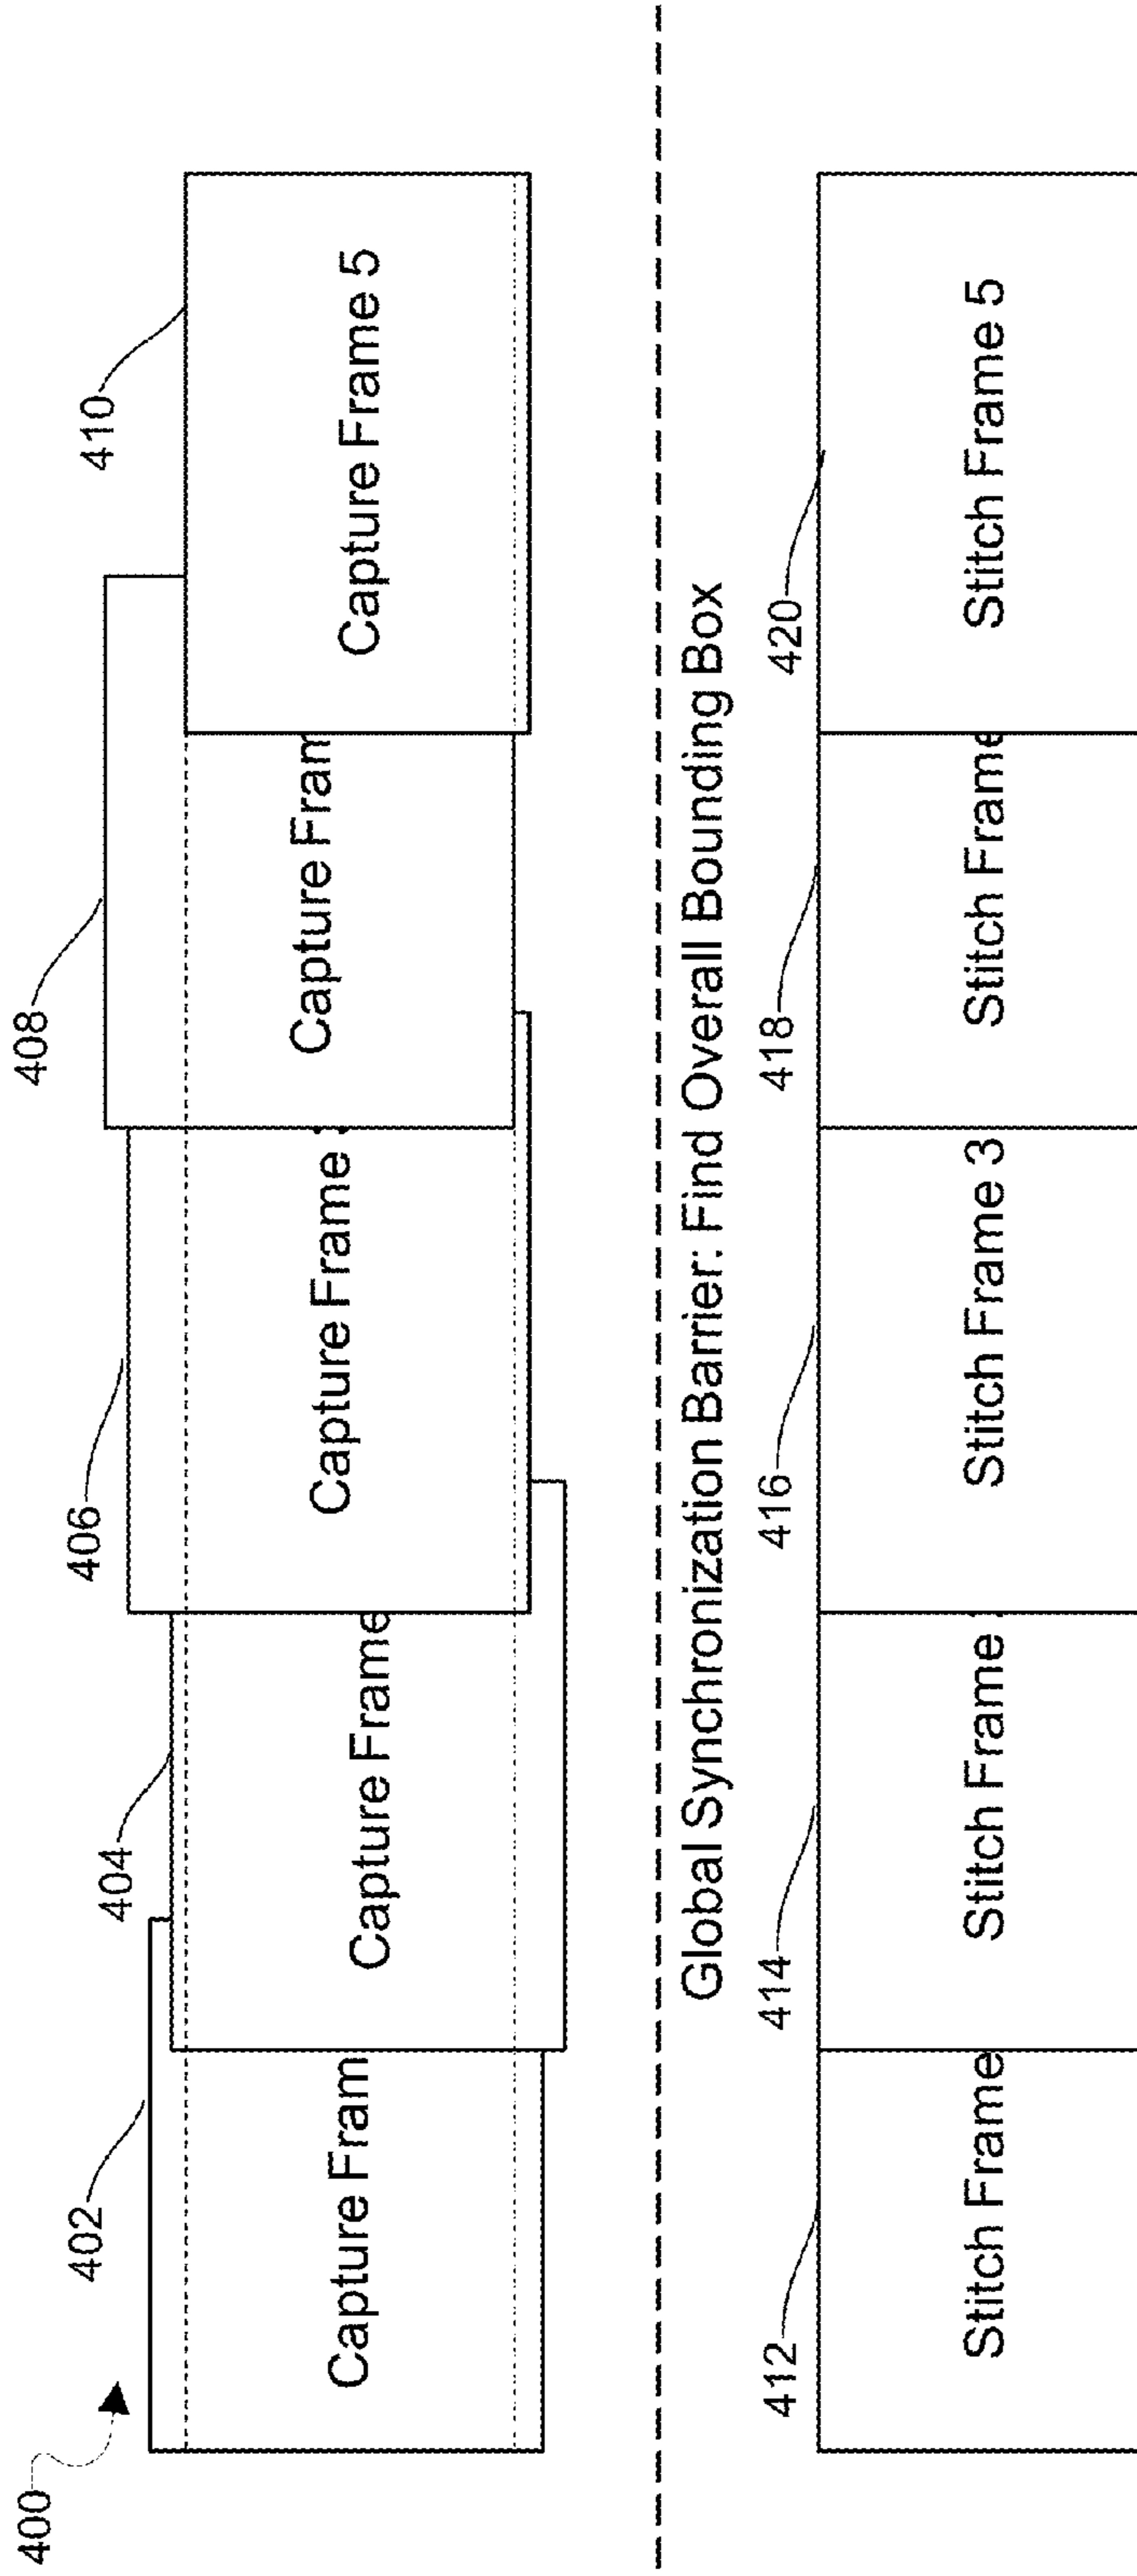 400
402
404
406
408
410
Capture Fram
Capture Frame
Capture Frame
Capture Fram
Capture Frame 5
Global Synchronization Barrier: Find Overall Bounding Box
412
414
416
418
420
Stitch Frame
Stitch Frame
Stitch Frame 3
Stitch Frame
Stitch Frame 5